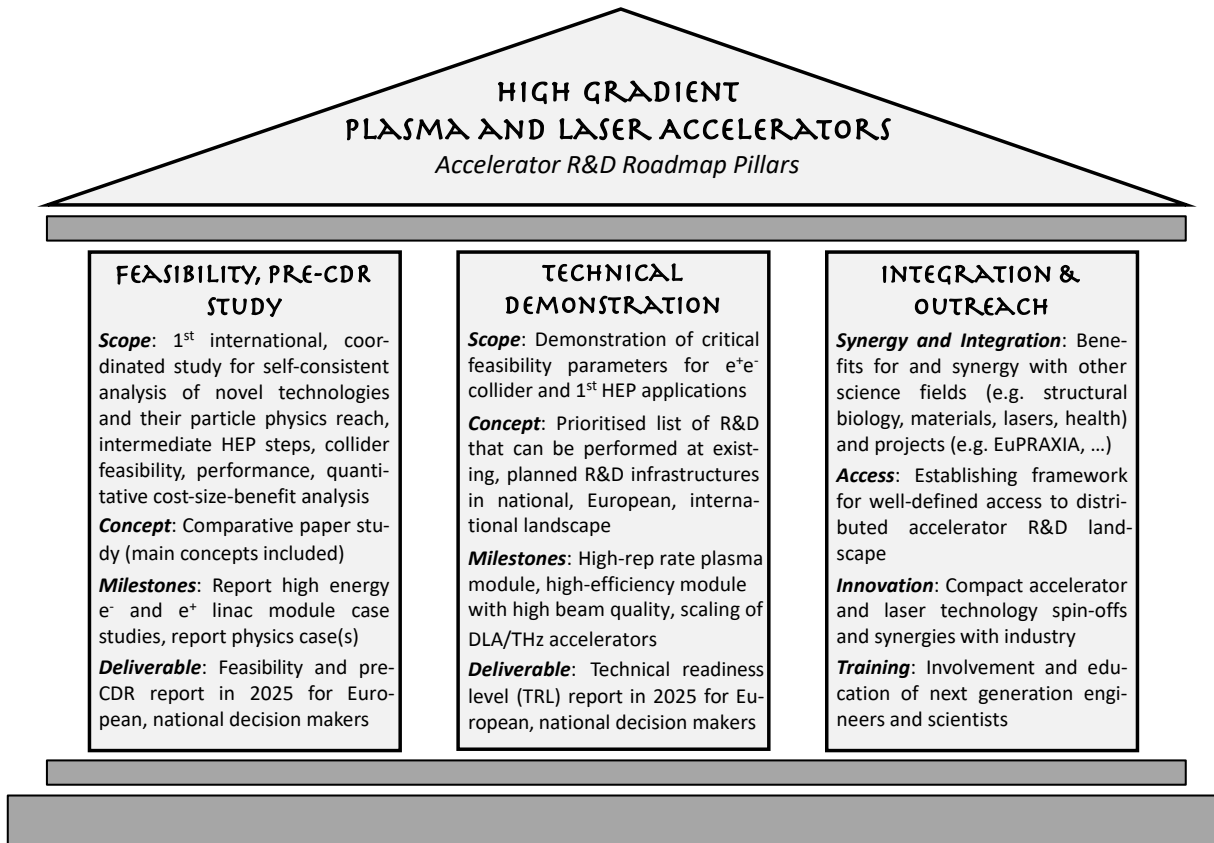 HIGH GRADIENT
PLASMA AND LASER ACCELERATORS
Accelerator R&D Roadmap Pillars
FEASIBILITY, PRE-CDR
STUDY
Scope: 1st international, coor-
dinated study for self-consistent
analysis of novel technologies
and their particle physics reach,
intermediate HEP steps, collider
feasibility, performance, quanti-
tative cost-size-benefit analysis
Concept: Comparative paper stu-
dy (main concepts included)
Milestones: Report high energy
e⁻ and e⁺ linac module case
studies, report physics case(s)
Deliverable: Feasibility and pre-
CDR report in 2025 for Euro-
pean, national decision makers
TECHNICAL
DEMONSTRATION
Scope: Demonstration of critical
feasibility parameters for e⁺e⁻
collider and 1st HEP applications
Concept: Prioritised list of R&D
that can be performed at exist-
ing, planned R&D infrastructures
in national, European, interna-
tional landscape
Milestones: High-rep rate plasma
module, high-efficiency module
with high beam quality, scaling of
DLA/THz accelerators
Deliverable: Technical readiness
level (TRL) report in 2025 for Eu-
ropean, national decision makers
INTEGRATION &
OUTREACH
Synergy and Integration: Bene-
fits for and synergy with other
science fields (e.g. structural
biology, materials, lasers, health)
and projects (e.g. EuPRAXIA, …)
Access: Establishing framework
for well-defined access to distri-
buted accelerator R&D land-
scape
Innovation: Compact accelerator
and laser technology spin-offs
and synergies with industry
Training: Involvement and edu-
cation of next generation engi-
neers and scientists